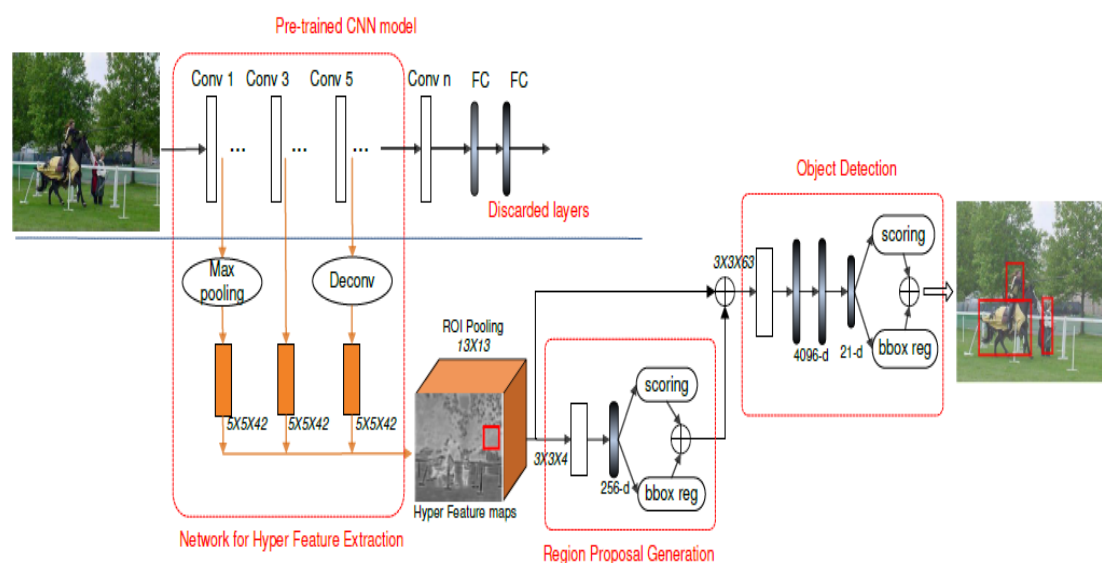 Pre-trained CNN model
Conv 1
Conv 3
Conv 5
Conv n
FC
FC
...
...
...
Discarded layers
Object Detection
Max
pooling
Deconv
3X3X63
scoring
bbox reg
4096-d
21-d
ROI Pooling
13X13
5X5X42
5X5X42
5X5X42
Hyper Feature maps
3X3X4
256-d
scoring
bbox reg
Network for Hyper Feature Extraction
Region Proposal Generation